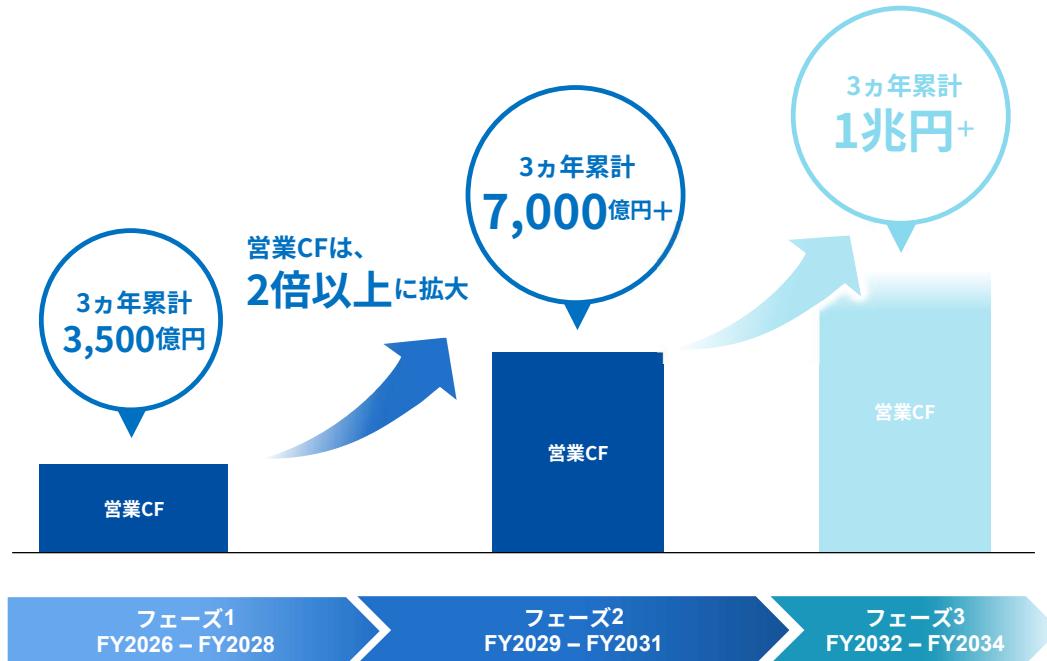 3ヵ年累計
1兆円+
3ヵ年累計
7,000億円+
営業CFは、
2倍以上に拡大
3ヵ年累計
3,500億円
営業CF
営業CF
営業CF
フェーズ1
FY2026 – FY2028
フェーズ2
FY2029 – FY2031
フェーズ3
FY2032 – FY2034